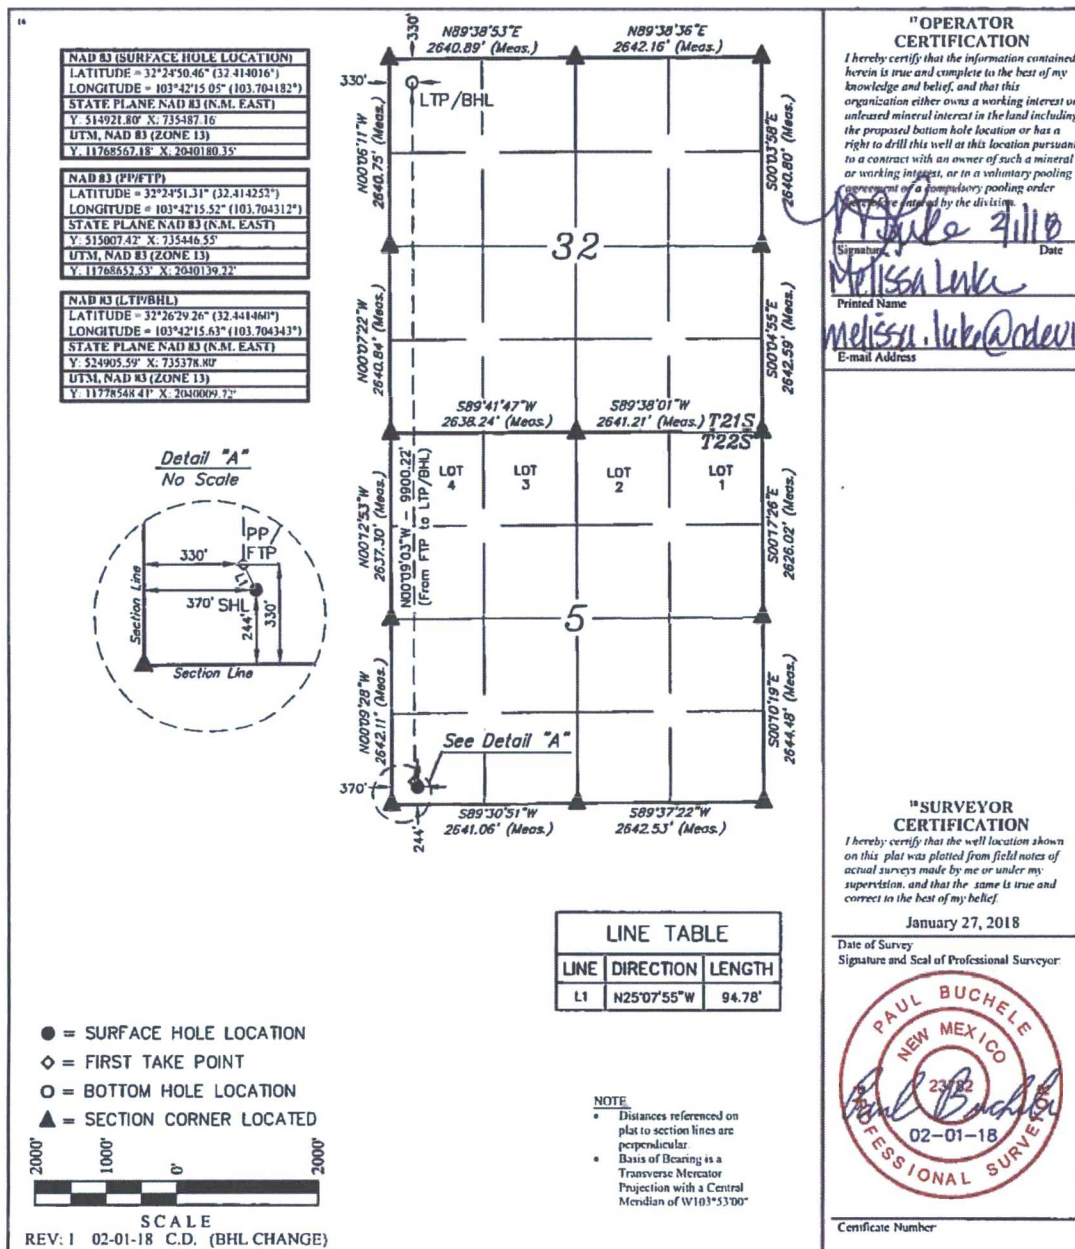 16
NAD 83 (SURFACE HOLE LOCATION)
LATITUDE = 32°24'50.46" (32.414016°)
LONGITUDE = 103°42'15.05" (103.704182°)
STATE PLANE NAD 83 (N.M. EAST)
Y: 514921.80' X: 735487.16'
UTM, NAD 83 (ZONE 13)
Y: 11768567.18' X: 2040180.35'
NAD 83 (PP/FTP)
LATITUDE = 32°24'51.31" (32.414252°)
LONGITUDE = 103°42'15.52" (103.704312°)
STATE PLANE NAD 83 (N.M. EAST)
Y: 515007.42' X: 735446.55'
UTM, NAD 83 (ZONE 13)
Y: 11768652.53' X: 2040139.22'
NAD 83 (LTP/BHL)
LATITUDE = 32°26'29.26" (32.441460°)
LONGITUDE = 103°42'15.63" (103.704343°)
STATE PLANE NAD 83 (N.M. EAST)
Y: 524905.59' X: 735378.80'
UTM, NAD 83 (ZONE 13)
Y: 11778548.41' X: 2040009.72'
Detail "A"
No Scale
Section Line
330'
PP
FTP
L1
370' SHL
244'
330'
Section Line
330'
N89°38'53"E
2640.89' (Meas.)
N89°38'36"E
2642.16' (Meas.)
330'
LTP/BHL
N00°06'11"W
2640.75' (Meas.)
S00°03'58"E
2640.80' (Meas.)
32
N00°07'22"W
2640.84' (Meas.)
S00°04'55"E
2642.59' (Meas.)
S89°41'47"W
2638.24' (Meas.)
S89°38'01"W
2641.21' (Meas.)
T21S
T22S
LOT
4
LOT
3
LOT
2
LOT
1
N00°12'53"W
2637.30' (Meas.)
N00°09'03"W - 9900.22'
(From FTP to LTP/BHL)
S00°17'26"E
2626.02' (Meas.)
5
N00°09'28"W
2642.11' (Meas.)
S00°10'19"E
2644.48' (Meas.)
See Detail "A"
370'
244'
S89°30'51"W
2641.06' (Meas.)
S89°37'22"W
2642.53' (Meas.)
LINE TABLE
LINE DIRECTION LENGTH
L1 N25°07'55"W 94.78'
● = SURFACE HOLE LOCATION
◇ = FIRST TAKE POINT
O = BOTTOM HOLE LOCATION
▲ = SECTION CORNER LOCATED
2000' 1000' 0' 2000'
SCALE
REV: 1 02-01-18 C.D. (BHL CHANGE)
NOTE
• Distances referenced on
plat to section lines are
perpendicular.
• Basis of Bearing is a
Transverse Mercator
Projection with a Central
Meridian of W103°53'00"
17 OPERATOR
CERTIFICATION
I hereby certify that the information contained
herein is true and complete to the best of my
knowledge and belief, and that this
organization either owns a working interest or
unleased mineral interest in the land including
the proposed bottom hole location or has a
right to drill this well at this location pursuant
to a contract with an owner of such a mineral
or working interest, or to a voluntary pooling
agreement or a compulsory pooling order
heretofore entered by the division.
2/1/18
Signature Date
Melissa Luke
Printed Name
melissa.luke@rdevn
E-mail Address
18 SURVEYOR
CERTIFICATION
I hereby certify that the well location shown
on this plat was plotted from field notes of
actual surveys made by me or under my
supervision, and that the same is true and
correct to the best of my belief.
January 27, 2018
Date of Survey
Signature and Seal of Professional Surveyor:
PAUL BUCHELE
NEW MEXICO
23782
Paul Buchele
02-01-18
PROFESSIONAL SURVEYOR
Certificate Number: